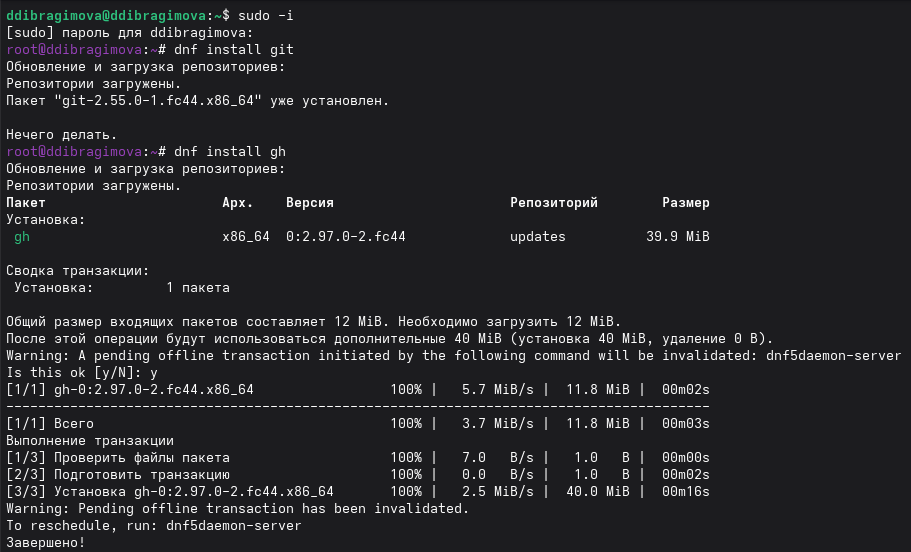 ddibragimova@ddibragimova:~$ sudo -i
[sudo] пароль для ddibragimova:
root@ddibragimova:~# dnf install git
Обновление и загрузка репозиториев:
Репозитории загружены.
Пакет "git-2.55.0-1.fc44.x86_64" уже установлен.

Нечего делать.
root@ddibragimova:~# dnf install gh
Обновление и загрузка репозиториев:
Репозитории загружены.
Пакет                      Арх.    Версия                      Репозиторий        Размер
Установка:
 gh                        x86_64  0:2.97.0-2.fc44             updates          39.9 MiB

Сводка транзакции:
 Установка:         1 пакета

Общий размер входящих пакетов составляет 12 MiB. Необходимо загрузить 12 MiB.
После этой операции будут использоваться дополнительные 40 MiB (установка 40 MiB, удаление 0 B).
Warning: A pending offline transaction initiated by the following command will be invalidated: dnf5daemon-server
Is this ok [y/N]: y
[1/1] gh-0:2.97.0-2.fc44.x86_64                 100% |   5.7 MiB/s |  11.8 MiB |  00m02s
----------------------------------------------------------------------------------------
[1/1] Всего                                     100% |   3.7 MiB/s |  11.8 MiB |  00m03s
Выполнение транзакции
[1/3] Проверить файлы пакета                    100% |   7.0   B/s |   1.0   B |  00m00s
[2/3] Подготовить транзакцию                    100% |   0.0   B/s |   1.0   B |  00m02s
[3/3] Установка gh-0:2.97.0-2.fc44.x86_64       100% |   2.5 MiB/s |  40.0 MiB |  00m16s
Warning: Pending offline transaction has been invalidated.
To reschedule, run: dnf5daemon-server
Завершено!